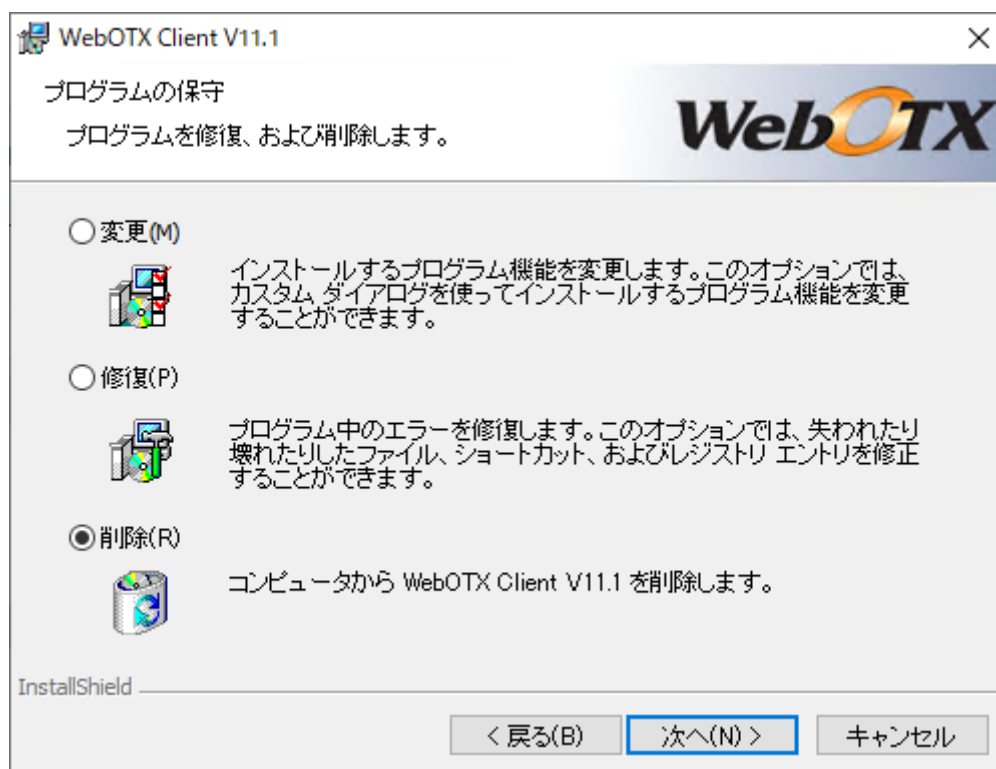 WebOTX Client V11.1
プログラムの保守
プログラムを修復、および削除します。
WebOTX
変更(M)
インストールするプログラム機能を変更します。このオプションでは、
カスタム ダイアログを使ってインストールするプログラム機能を変更
することができます。
修復(P)
プログラム中のエラーを修復します。このオプションでは、失われたり
壊れたりしたファイル、ショートカット、およびレジストリ エントリを修正
することができます。
削除(R)
コンピュータから WebOTX Client V11.1 を削除します。
InstallShield
< 戻る(B)
次へ(N) >
キャンセル